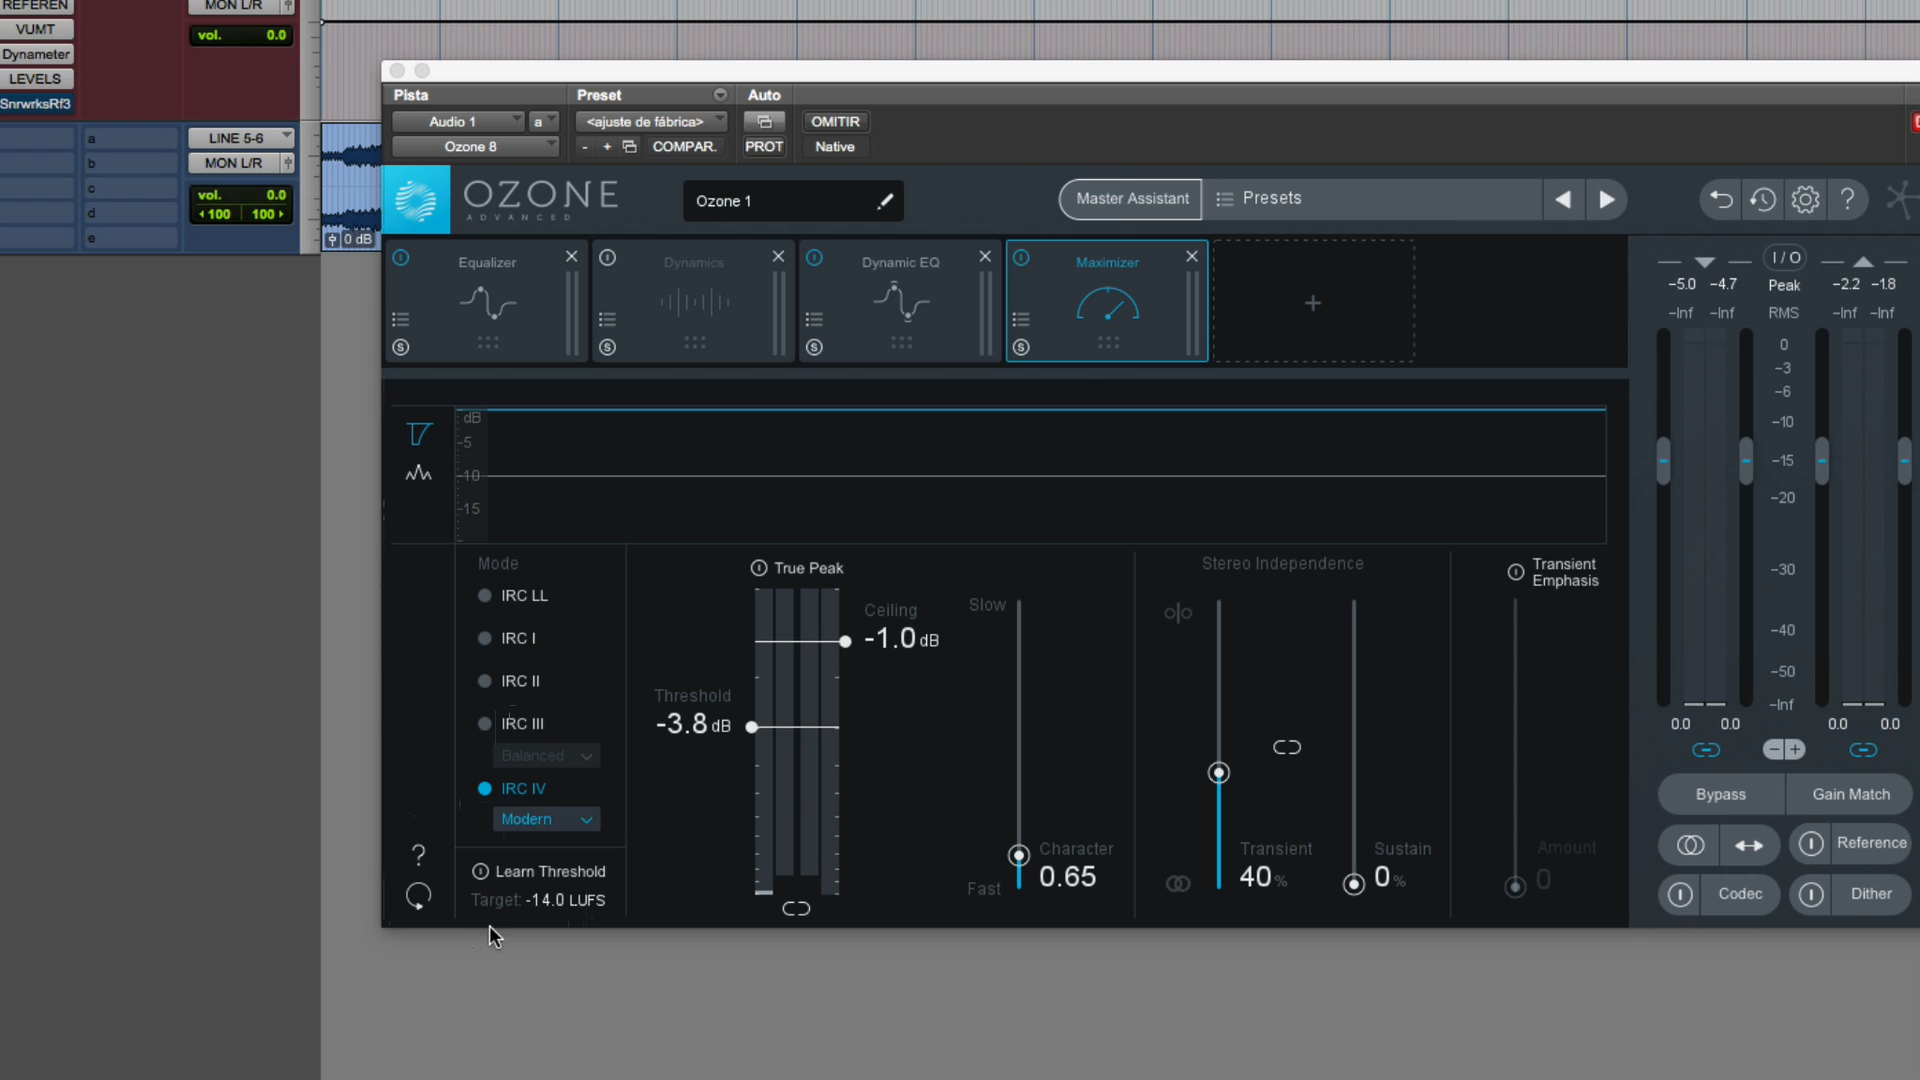 REFEREN
MON L/R
VUMT
vol. 0.0
Dynameter
LEVELS
SnrwrksRf3
a
LINE 5-6
b
MON L/R
c
vol. 0.0
d
100 100
e
0 dB
Pista
Preset
Auto
Audio 1
a
<ajuste de fábrica>
OMITIR
Ozone 8
- +
COMPAR.
PROT
Native
OZONE
ADVANCED
Ozone 1
Master Assistant
Presets
?
Equalizer
Dynamics
Dynamic EQ
Maximizer
S
S
S
S
+
I / O
-5.0 -4.7 Peak -2.2 -1.8
-Inf -Inf RMS -Inf -Inf
0
-3
-6
-10
-15
-20
-30
-40
-50
-Inf
0.0 0.0 0.0 0.0
- +
Bypass
Gain Match
Reference
Codec
Dither
dB
-5
-10
-15
Mode
IRC LL
IRC I
IRC II
IRC III
Balanced
IRC IV
Modern
?
Learn Threshold
Target: -14.0 LUFS
True Peak
Ceiling
-1.0 dB
Threshold
-3.8 dB
Slow
Fast
Character
0.65
Stereo Independence
Transient
40 %
Sustain
0 %
Transient
Emphasis
Amount
0